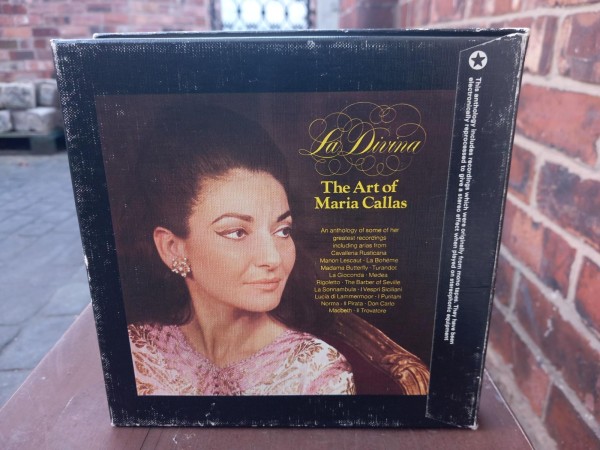 La Divina
The Art of
Maria Callas
An anthology of some of her
greatest recordings
including arias from
Cavalleria Rusticana
Manon Lescaut · La Bohème
Madama Butterfly · Turandot
La Gioconda · Medea
Rigoletto · The Barber of Seville
La Sonnambula · I Vespri Siciliani
Lucia di Lammermoor · I Puritani
Norma · Il Pirata · Don Carlo
Macbeth · Il Trovatore
This anthology includes recordings which were originally from mono tapes. They have been
electronically reprocessed to give a stereo effect when played on stereophonic equipment